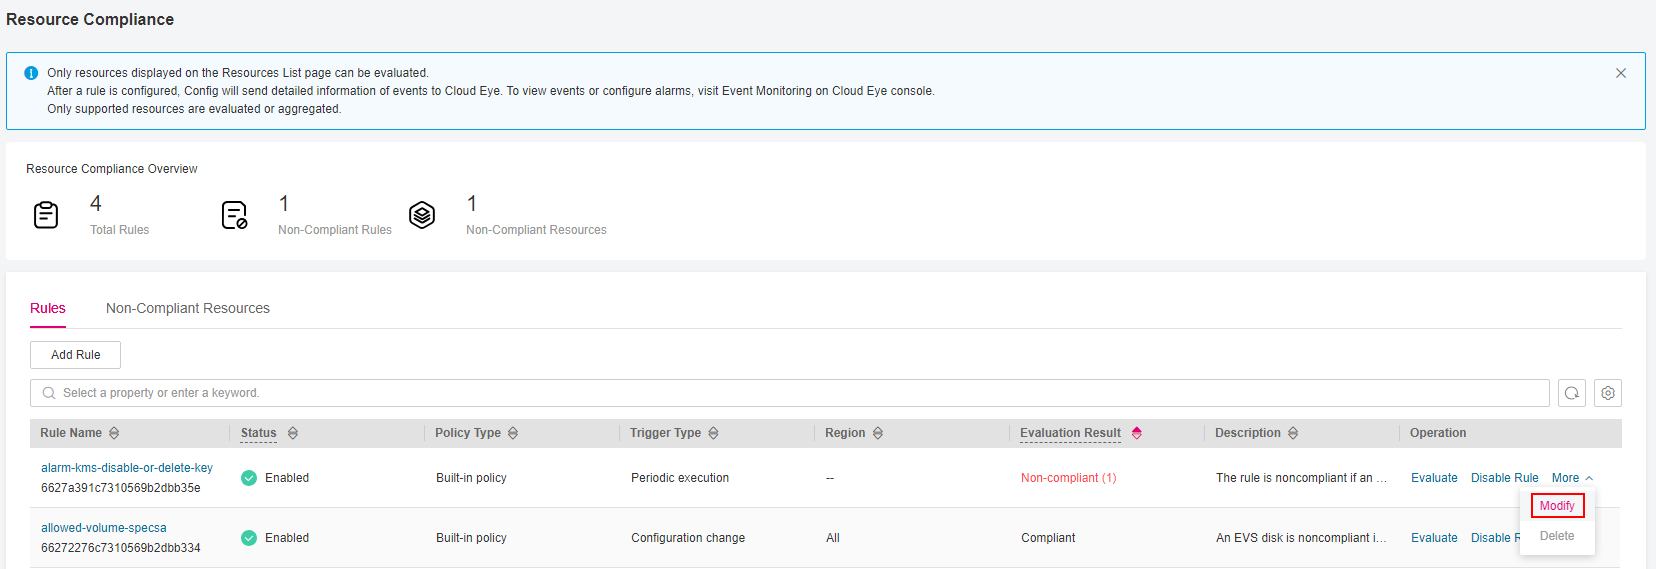 Resource Compliance
Only resources displayed on the Resources List page can be evaluated.
After a rule is configured, Config will send detailed information of events to Cloud Eye. To view events or configure alarms, visit Event Monitoring on Cloud Eye console.
Only supported resources are evaluated or aggregated.
Resource Compliance Overview
4 1 1
Total Rules Non-Compliant Rules Non-Compliant Resources
Rules Non-Compliant Resources
Add Rule
Select a property or enter a keyword.
Rule Name Status Policy Type Trigger Type Region Evaluation Result Description Operation
alarm-kms-disable-or-delete-key
6627a391c7310569b2dbb35e
Enabled Built-in policy Periodic execution -- Non-compliant (1) The rule is noncompliant if an ... Evaluate Disable Rule More
Modify
Delete
allowed-volume-specsa
66272276c7310569b2dbb334
Enabled Built-in policy Configuration change All Compliant An EVS disk is noncompliant i... Evaluate Disable R